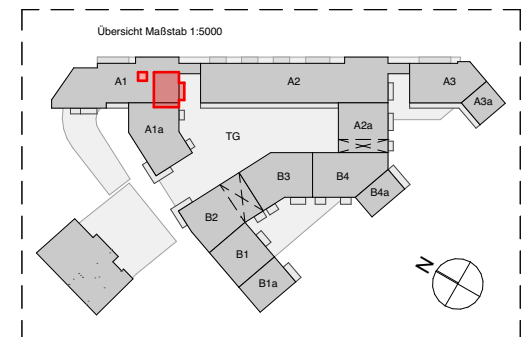 Übersicht Maßstab 1:5000
A1
A2
A3
A3a
A1a
TG
A2a
B3
B4
B4a
B2
B1
B1a
N